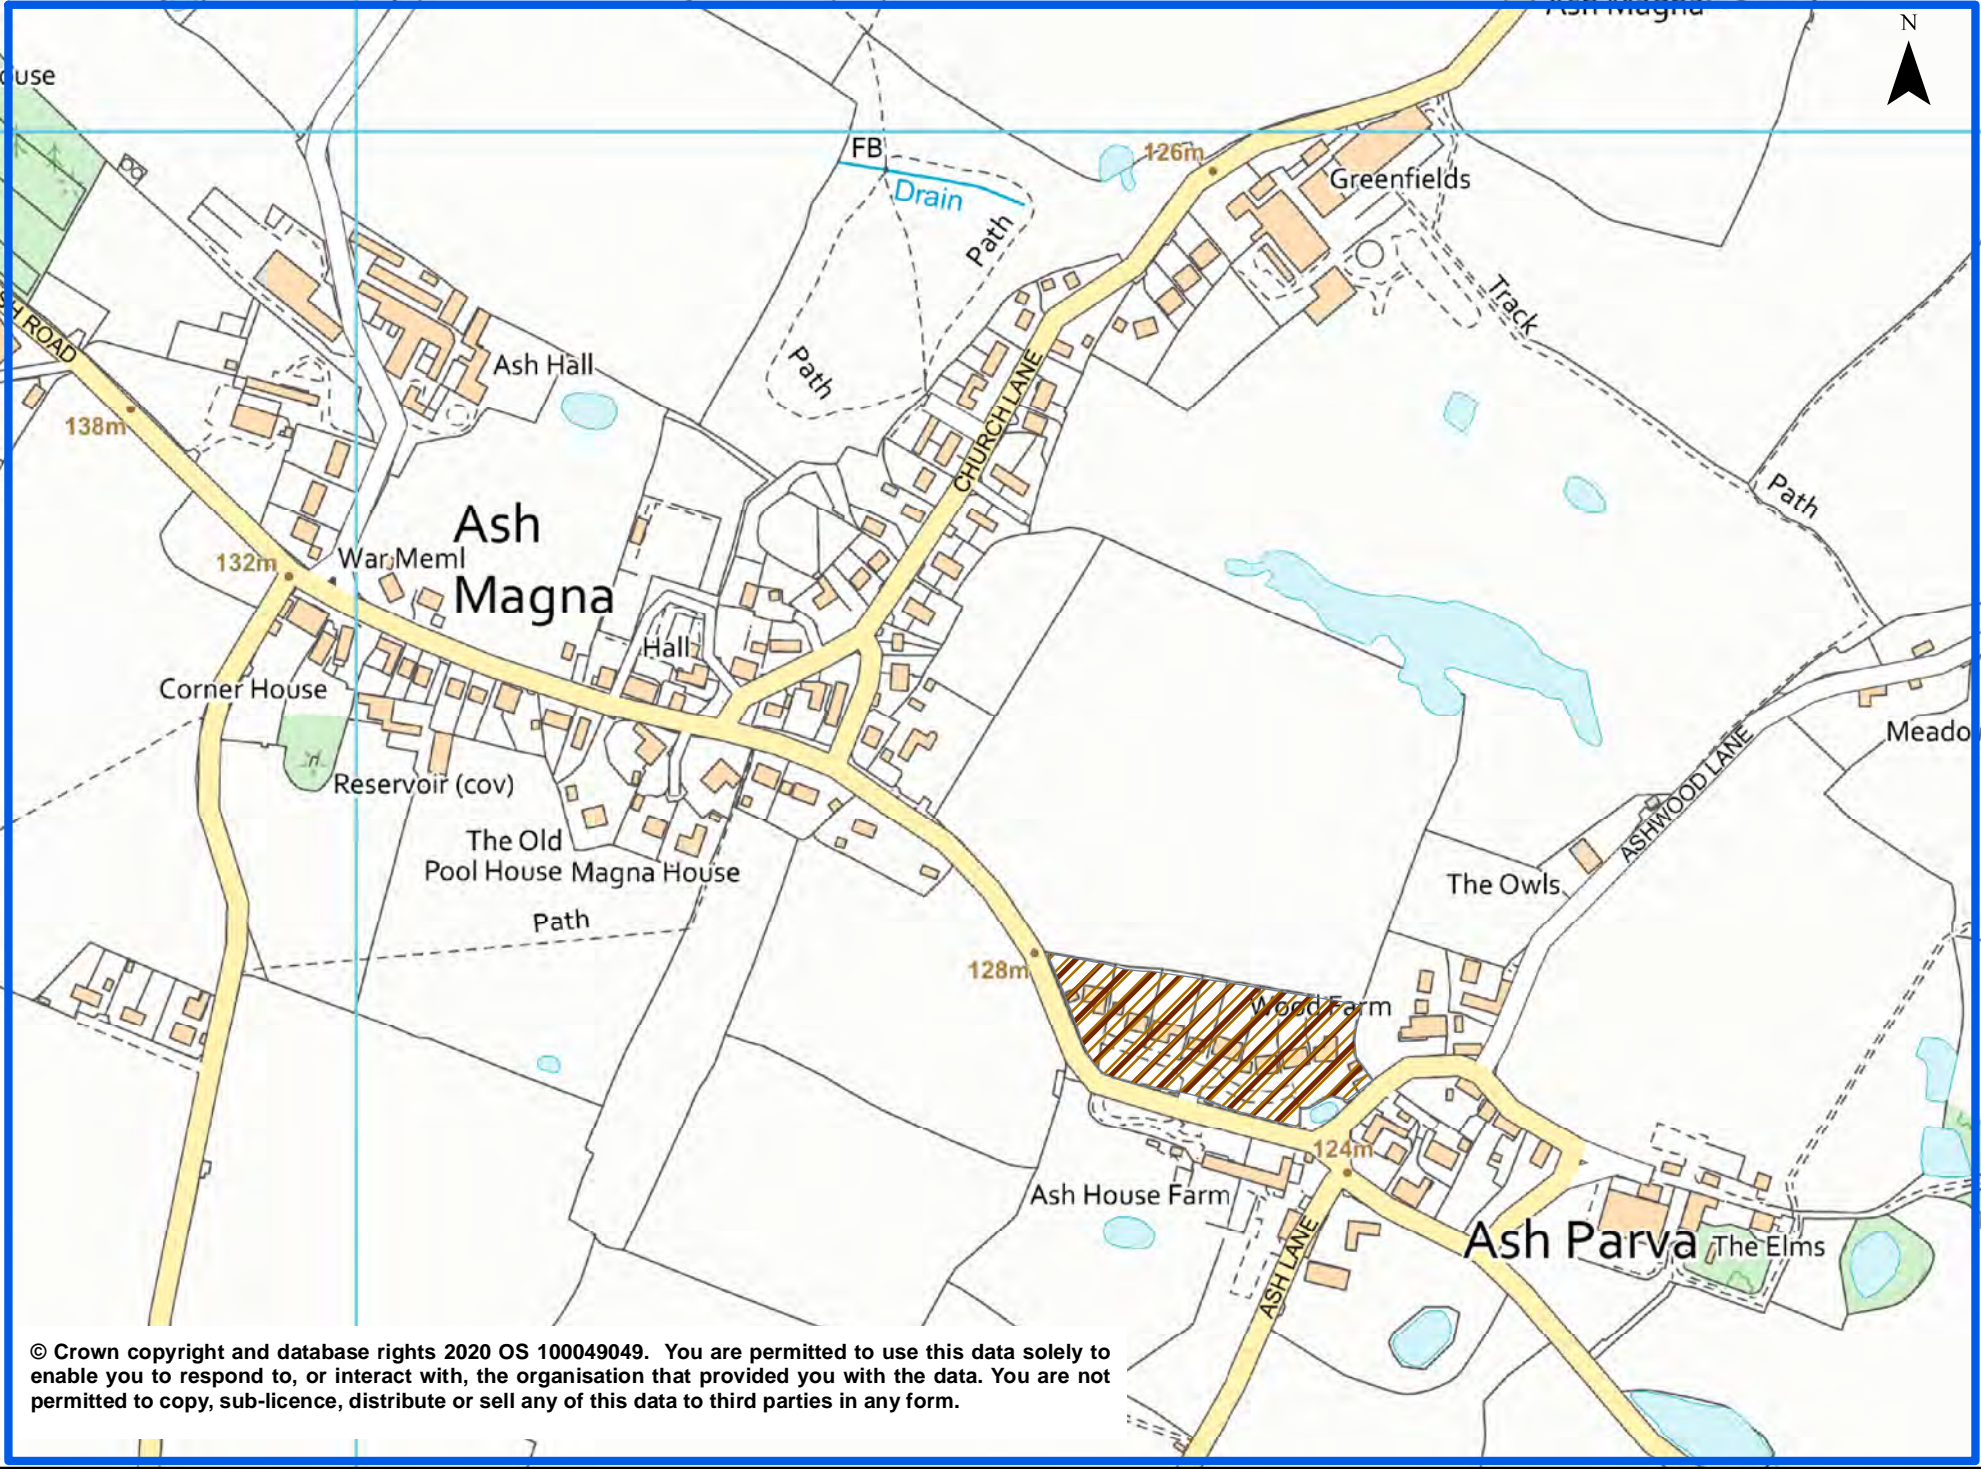 Ash Magna
N
ouse
FB
126m
Drain
Greenfields
Path
Track
H ROAD
Ash Hall
Path
CHURCH LANE
138m
Path
Ash
Magna
War Meml
132m
Hall
Corner House
Meado
ASHWOOD LANE
Reservoir (cov)
The Old
Pool House
Magna House
The Owls
Path
128m
Wood Farm
124m
Ash House Farm
Ash Parva
The Elms
ASH LANE
© Crown copyright and database rights 2020 OS 100049049. You are permitted to use this data solely to
enable you to respond to, or interact with, the organisation that provided you with the data. You are not
permitted to copy, sub-licence, distribute or sell any of this data to third parties in any form.